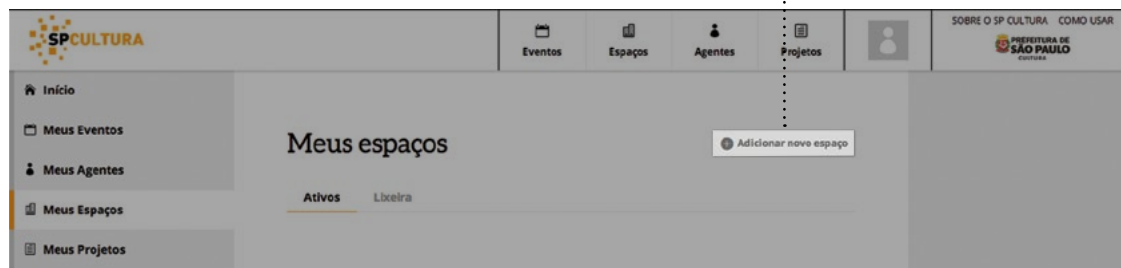 SPCULTURA
Eventos
Espaços
Agentes
Projetos
SOBRE O SP CULTURA COMO USAR
PREFEITURA DE
SÃO PAULO
CULTURA
Início
Meus Eventos
Meus Agentes
Meus Espaços
Meus Projetos
Meus espaços
Adicionar novo espaço
Ativos Lixeira